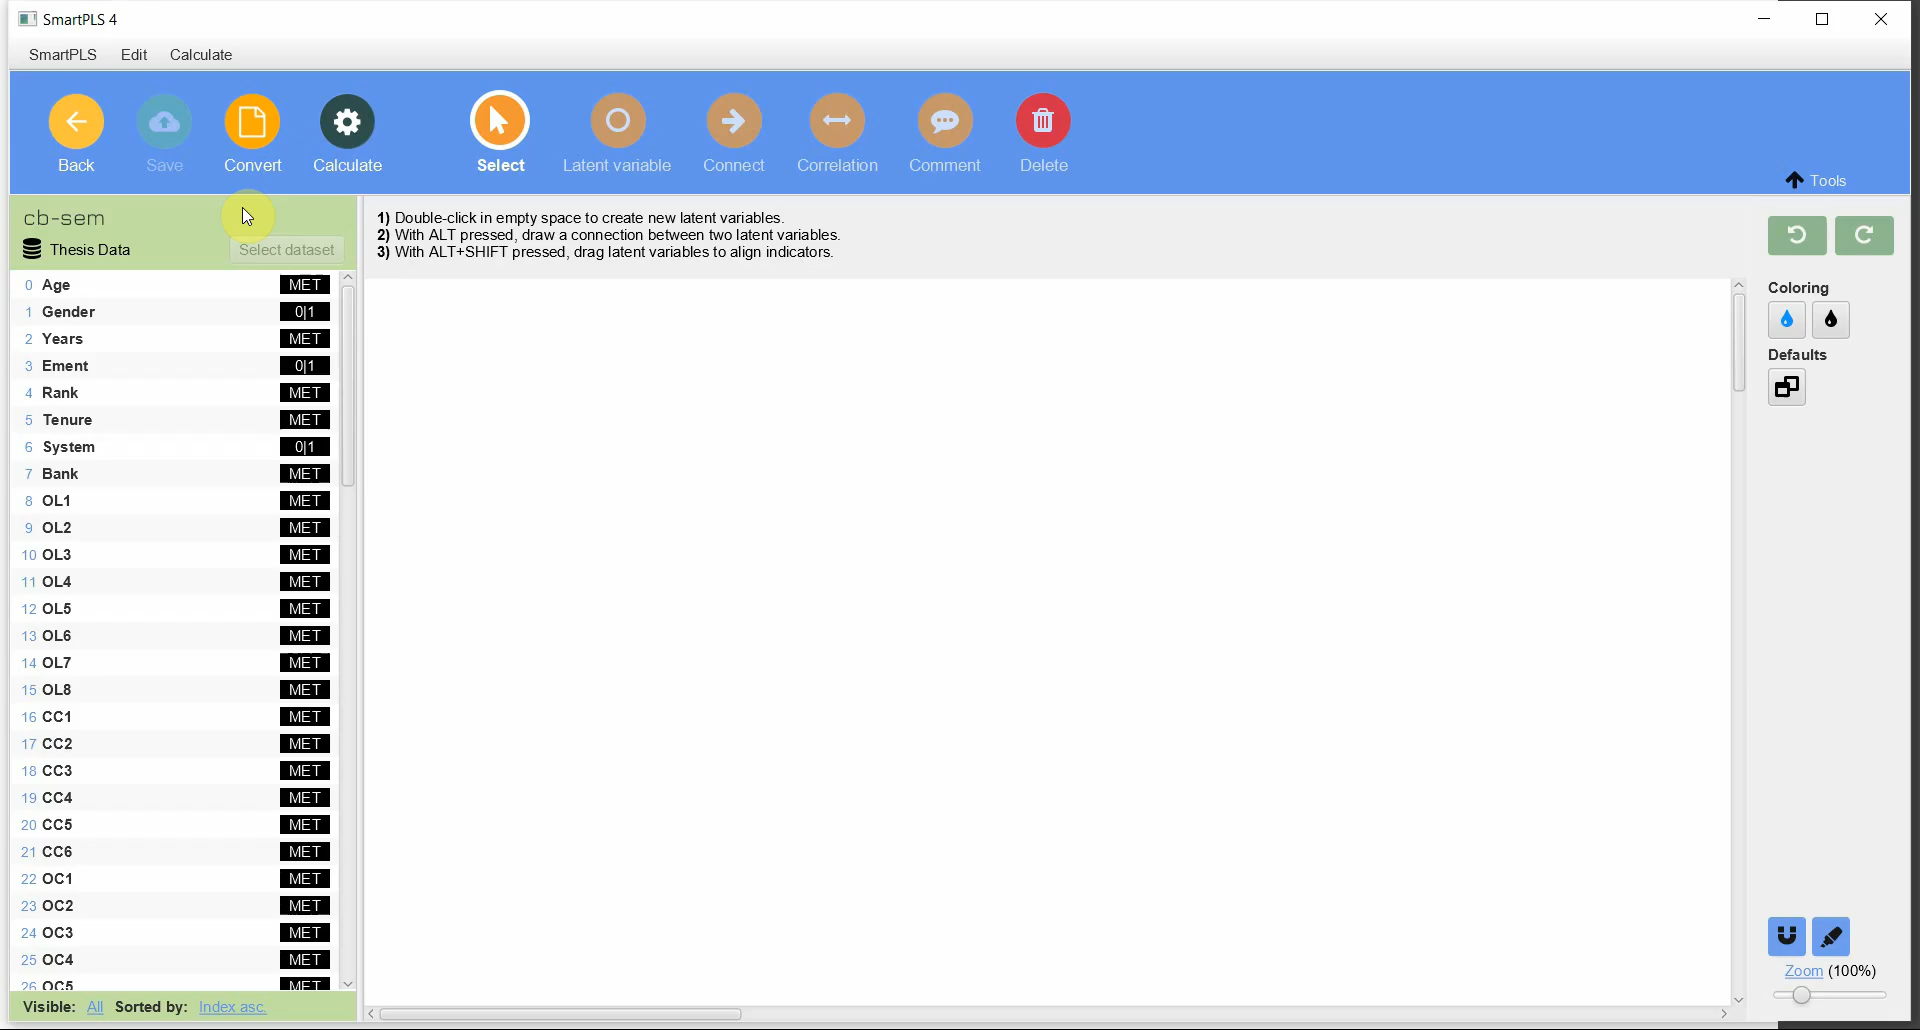 SmartPLS 4
SmartPLS Edit Calculate
Back Save Convert Calculate Select Latent variable Connect Correlation Comment Delete
Tools
cb-sem
Thesis Data Select dataset
1) Double-click in empty space to create new latent variables.
2) With ALT pressed, draw a connection between two latent variables.
3) With ALT+SHIFT pressed, drag latent variables to align indicators.
0 Age MET
1 Gender 0|1
2 Years MET
3 Ement 0|1
4 Rank MET
5 Tenure MET
6 System 0|1
7 Bank MET
8 OL1 MET
9 OL2 MET
10 OL3 MET
11 OL4 MET
12 OL5 MET
13 OL6 MET
14 OL7 MET
15 OL8 MET
16 CC1 MET
17 CC2 MET
18 CC3 MET
19 CC4 MET
20 CC5 MET
21 CC6 MET
22 OC1 MET
23 OC2 MET
24 OC3 MET
25 OC4 MET
26 OC5 MET
Visible: All Sorted by: Index asc.
Coloring
Defaults
Zoom (100%)